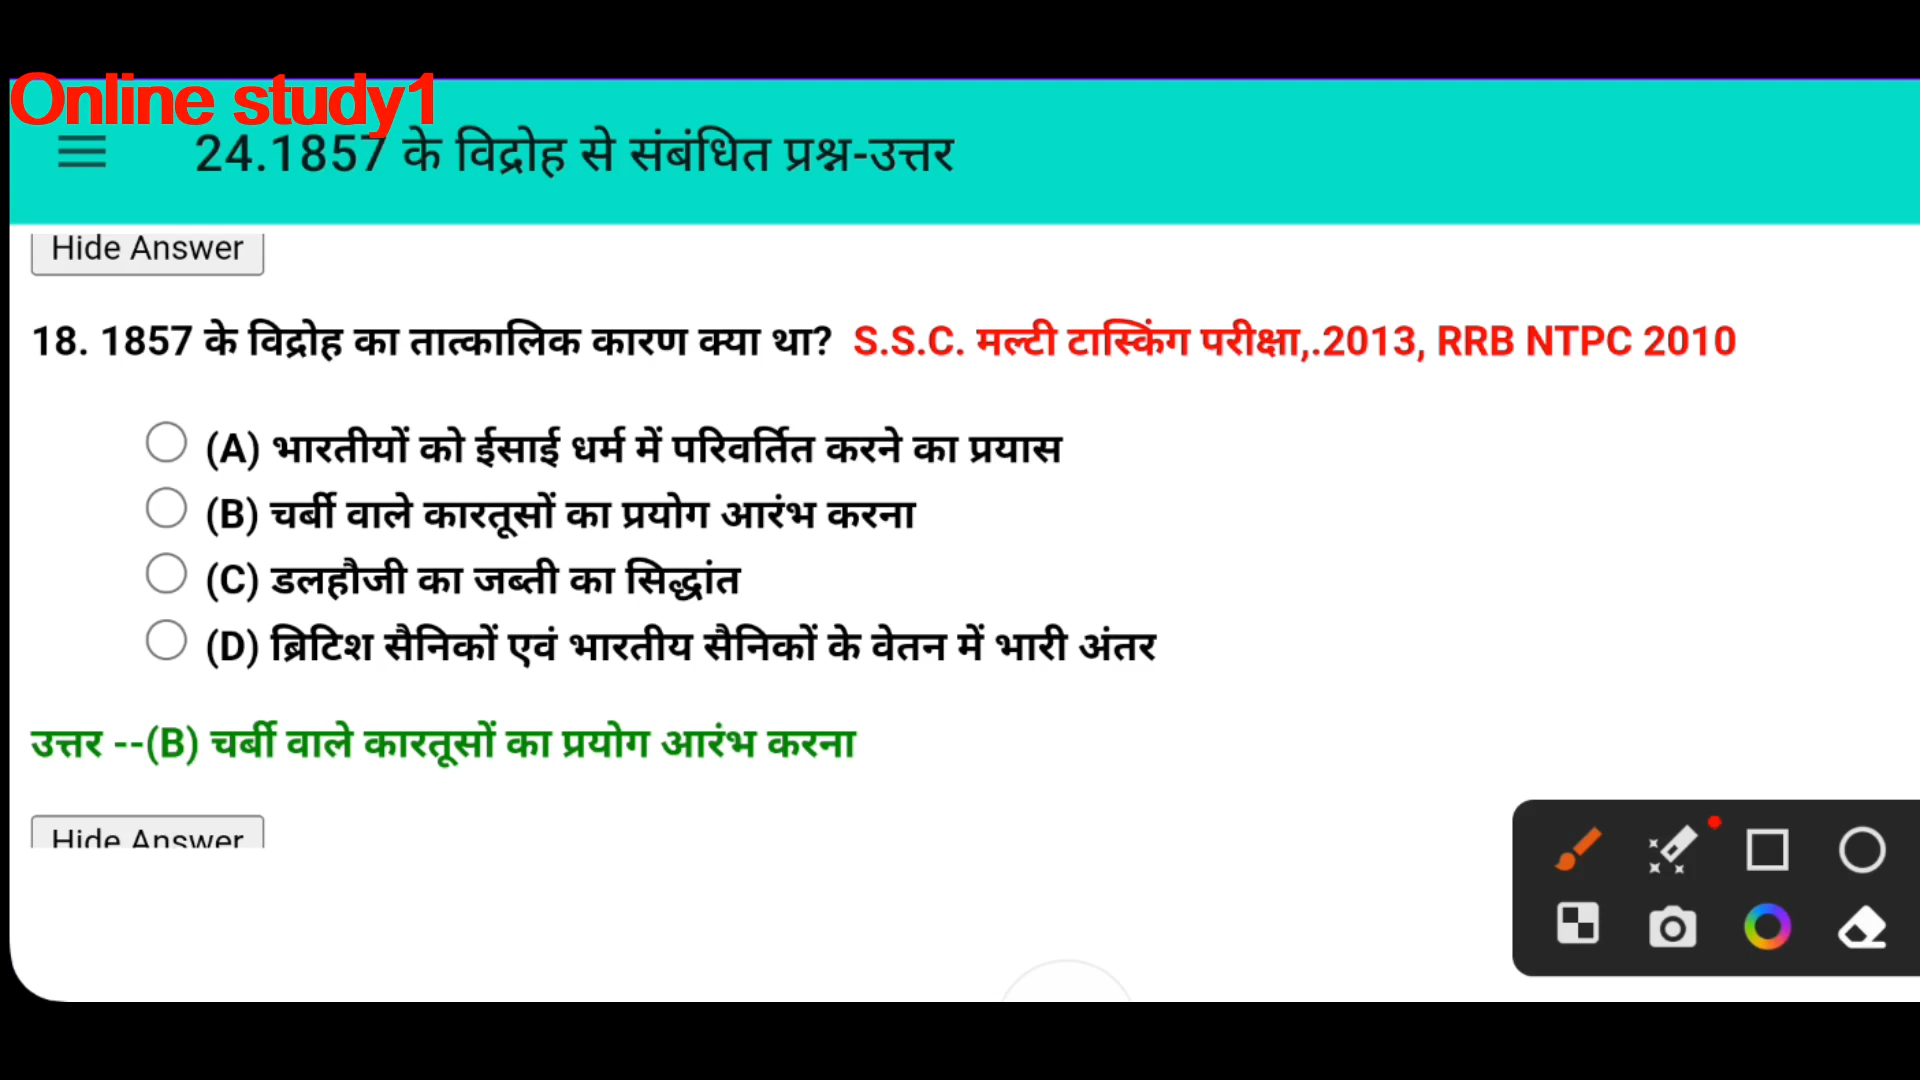 Online study1
24.1857 के विद्रोह से संबंधित प्रश्न-उत्तर
Hide Answer
18. 1857 के विद्रोह का तात्कालिक कारण क्या था? S.S.C. मल्टी टास्किंग परीक्षा,.2013, RRB NTPC 2010
(A) भारतीयों को ईसाई धर्म में परिवर्तित करने का प्रयास
(B) चर्बी वाले कारतूसों का प्रयोग आरंभ करना
(C) डलहौजी का जब्ती का सिद्धांत
(D) ब्रिटिश सैनिकों एवं भारतीय सैनिकों के वेतन में भारी अंतर
उत्तर --(B) चर्बी वाले कारतूसों का प्रयोग आरंभ करना
Hide Answer